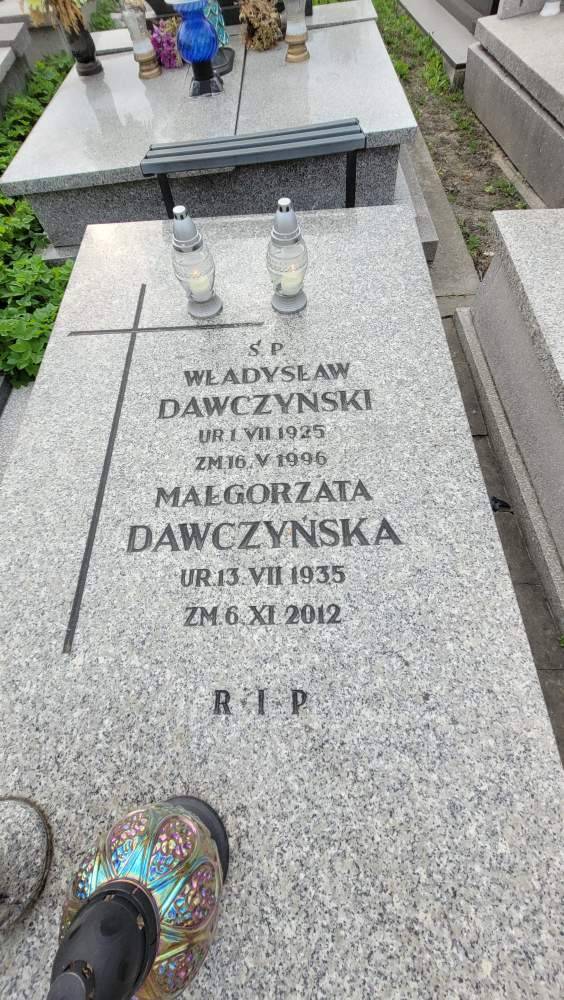 Ś P
WŁADYSŁAW
DAWCZYŃSKI
UR.1.VII.1925
ZM.16.V.1996
MAŁGORZATA
DAWCZYŃSKA
UR.13.VII 1935
ZM.6.XI 2012
R I P